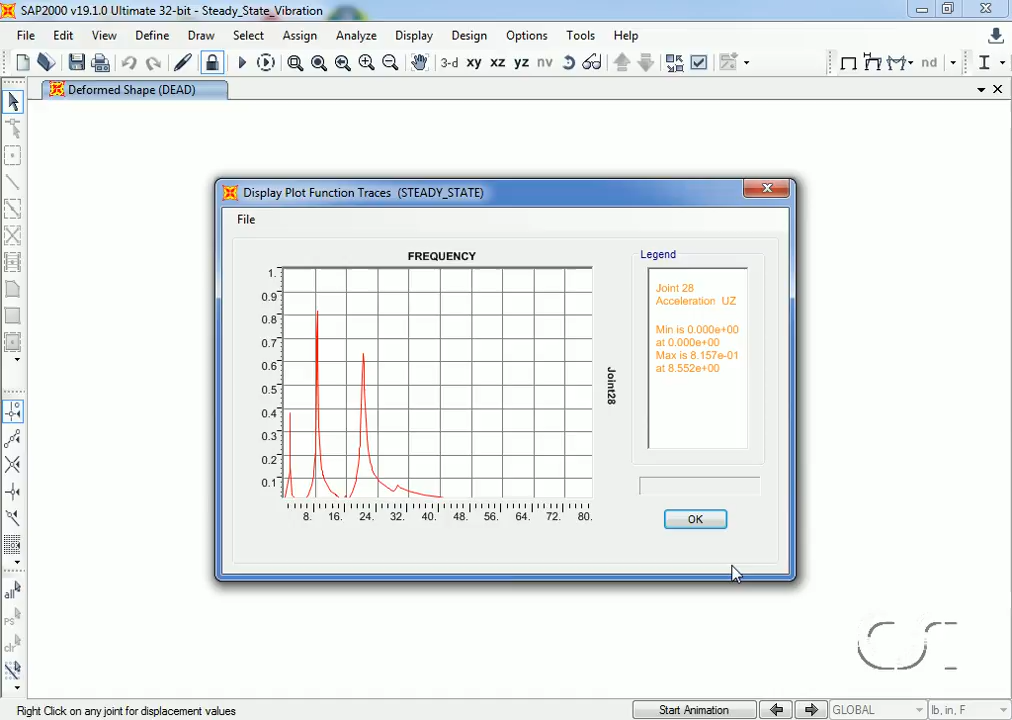 SAP2000 v19.1.0 Ultimate 32-bit - Steady_State_Vibration
File Edit View Define Draw Select Assign Analyze Display Design Options Tools Help
3-d xy xz yz nv nd
Deformed Shape (DEAD)
Display Plot Function Traces (STEADY_STATE)
File
FREQUENCY
Legend
1.
0.9
0.8
0.7
0.6
0.5
0.4
0.3
0.2
0.1
8. 16. 24. 32. 40. 48. 56. 64. 72. 80.
Joint28
Joint 28
Acceleration UZ
Min is 0.000e+00
at 0.000e+00
Max is 8.157e-01
at 8.552e+00
OK
all
PS
clr
CSI
Right Click on any joint for displacement values
Start Animation
GLOBAL
lb, in, F